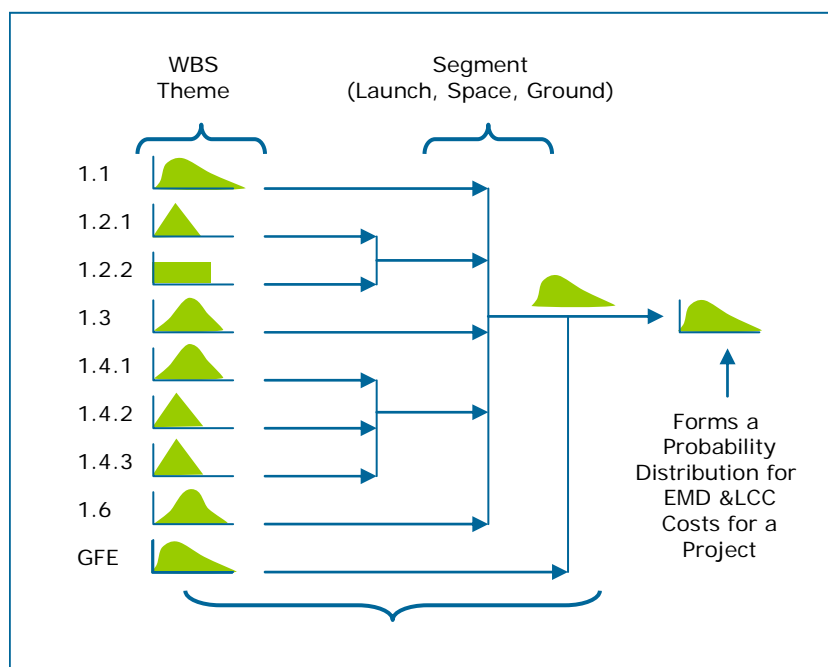 WBS
Theme
Segment
(Launch, Space, Ground)
1.1
1.2.1
1.2.2
1.3
1.4.1
1.4.2
1.4.3
1.6
GFE
Forms a
Probability
Distribution for
EMD &LCC
Costs for a
Project